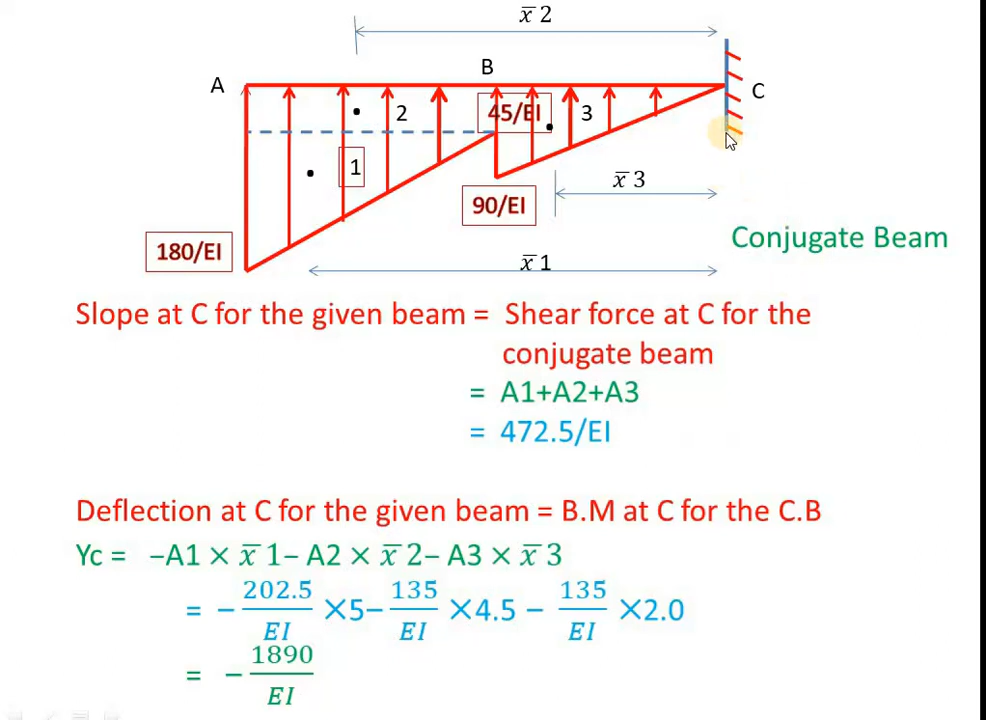 x̅ 2
A
B
C
2
45/EI
3
1
x̅ 3
90/EI
180/EI
x̅ 1
Conjugate Beam
Slope at C for the given beam = Shear force at C for the
conjugate beam
= A1+A2+A3
= 472.5/EI
Deflection at C for the given beam = B.M at C for the C.B
Yc = −A1 × x̅ 1− A2 × x̅ 2− A3 × x̅ 3
= − 202.5/EI ×5− 135/EI ×4.5 − 135/EI ×2.0
= − 1890/EI